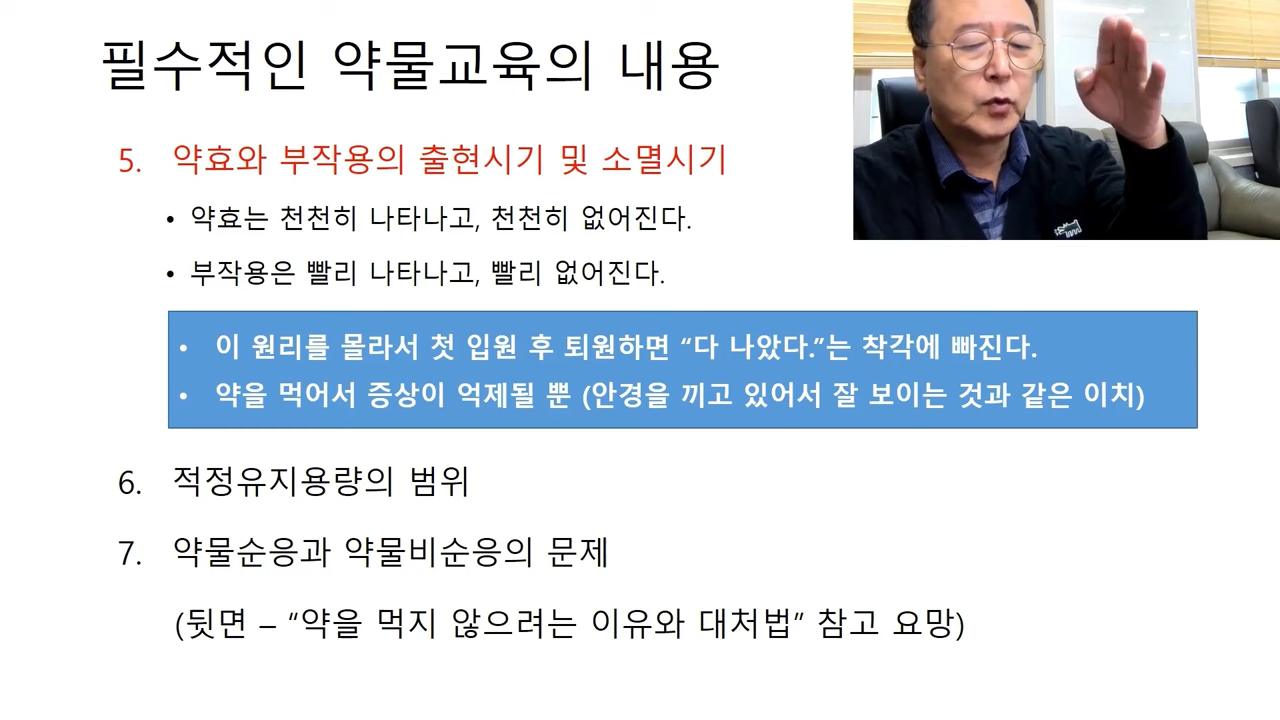 필수적인 약물교육의 내용
5. 약효와 부작용의 출현시기 및 소멸시기
• 약효는 천천히 나타나고, 천천히 없어진다.
• 부작용은 빨리 나타나고, 빨리 없어진다.
• 이 원리를 몰라서 첫 입원 후 퇴원하면 “다 나았다.”는 착각에 빠진다.
• 약을 먹어서 증상이 억제될 뿐 (안경을 끼고 있어서 잘 보이는 것과 같은 이치)
6. 적정유지용량의 범위
7. 약물순응과 약물비순응의 문제
(뒷면 – “약을 먹지 않으려는 이유와 대처법” 참고 요망)